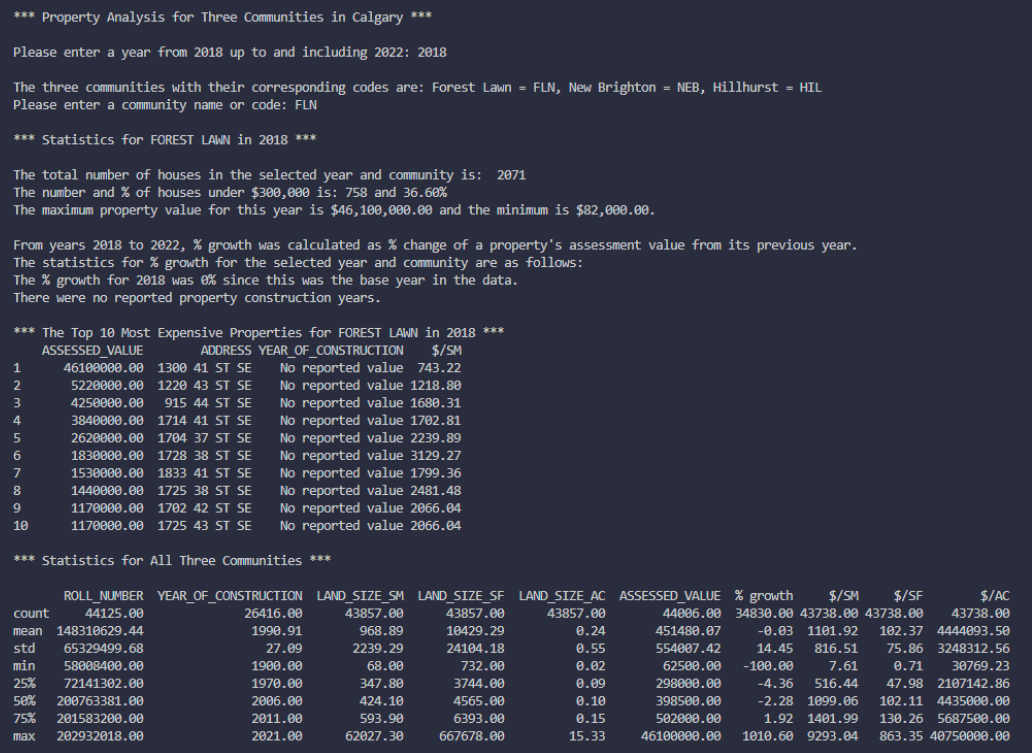 *** Property Analysis for Three Communities in Calgary ***
Please enter a year from 2018 up to and including 2022: 2018
The three communities with their corresponding codes are: Forest Lawn = FLN, New Brighton = NEB, Hillhurst = HIL
Please enter a community name or code: FLN
*** Statistics for FOREST LAWN in 2018 ***
The total number of houses in the selected year and community is:  2071
The number and % of houses under $300,000 is: 758 and 36.60%
The maximum property value for this year is $46,100,000.00 and the minimum is $82,000.00.
From years 2018 to 2022, % growth was calculated as % change of a property's assessment value from its previous year.
The statistics for % growth for the selected year and community are as follows:
The % growth for 2018 was 0% since this was the base year in the data.
There were no reported property construction years.
*** The Top 10 Most Expensive Properties for FOREST LAWN in 2018 ***
ASSESSED_VALUE ADDRESS YEAR_OF_CONSTRUCTION $/SM
1 46100000.00 1300 41 ST SE No reported value 743.22
2 5220000.00 1220 43 ST SE No reported value 1218.80
3 4250000.00 915 44 ST SE No reported value 1680.31
4 3840000.00 1714 41 ST SE No reported value 1702.81
5 2620000.00 1704 37 ST SE No reported value 2239.89
6 1830000.00 1728 38 ST SE No reported value 3129.27
7 1530000.00 1833 41 ST SE No reported value 1799.36
8 1440000.00 1725 38 ST SE No reported value 2481.48
9 1170000.00 1702 42 ST SE No reported value 2066.04
10 1170000.00 1725 43 ST SE No reported value 2066.04
*** Statistics for All Three Communities ***
ROLL_NUMBER YEAR_OF_CONSTRUCTION LAND_SIZE_SM LAND_SIZE_SF LAND_SIZE_AC ASSESSED_VALUE % growth $/SM $/SF $/AC
count 44125.00 26416.00 43857.00 43857.00 43857.00 44006.00 34830.00 43738.00 43738.00 43738.00
mean 148310629.44 1990.91 968.89 10429.29 0.24 451480.07 -0.03 1101.92 102.37 4444093.50
std 65329499.68 27.09 2239.29 24104.18 0.55 554007.42 14.45 816.51 75.86 3248312.56
min 58008400.00 1900.00 68.00 732.00 0.02 62500.00 -100.00 7.61 0.71 30769.23
25% 72141302.00 1970.00 347.80 3744.00 0.09 298000.00 -4.36 516.44 47.98 2107142.86
50% 200763381.00 2006.00 424.10 4565.00 0.10 398500.00 -2.28 1099.06 102.11 4435000.00
75% 201583200.00 2011.00 593.90 6393.00 0.15 502000.00 1.92 1401.99 130.26 5687500.00
max 202932018.00 2021.00 62027.30 667678.00 15.33 46100000.00 1010.60 9293.04 863.35 40750000.00